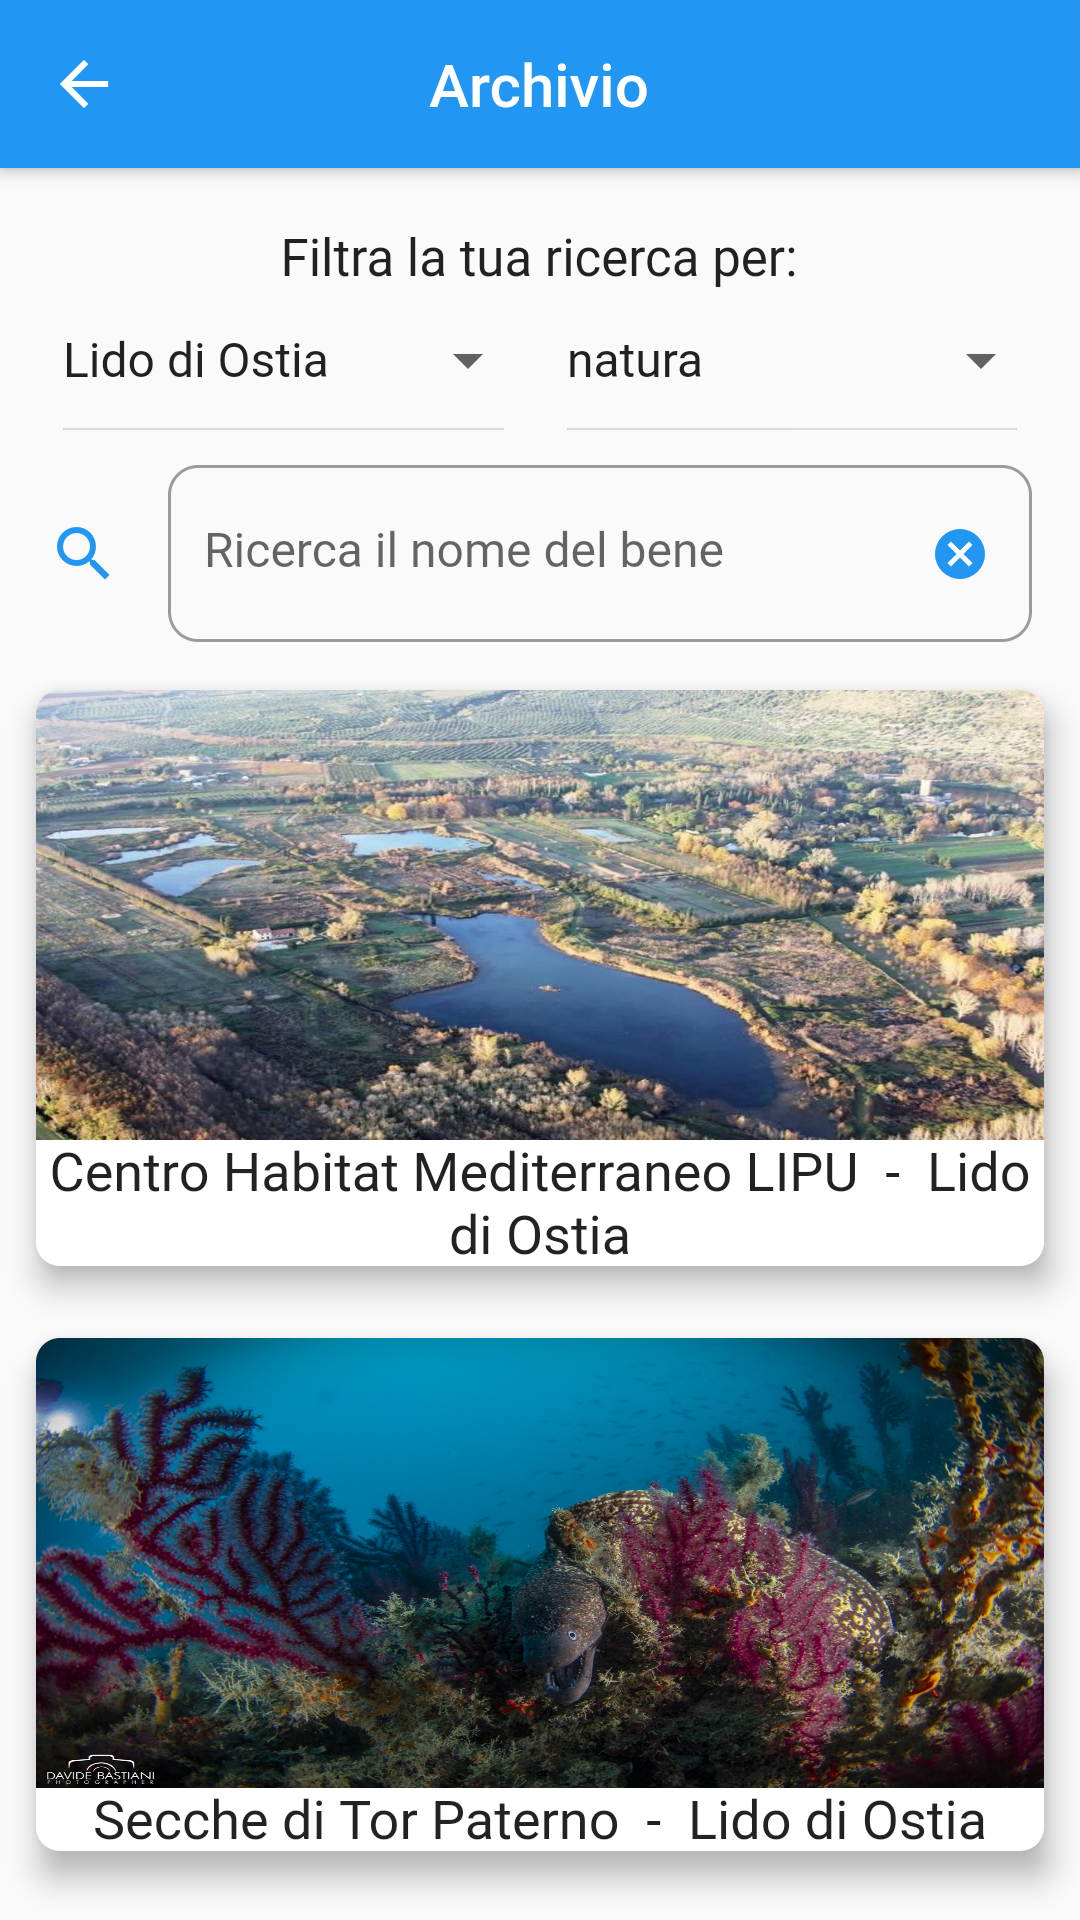 Archivio
Filtra la tua ricerca per:
Lido di Ostia
natura
Ricerca il nome del bene
Centro Habitat Mediterraneo LIPU - Lido
di Ostia
DAVIDE BASTIANI
PHOTOGRAPHER
Secche di Tor Paterno - Lido di Ostia